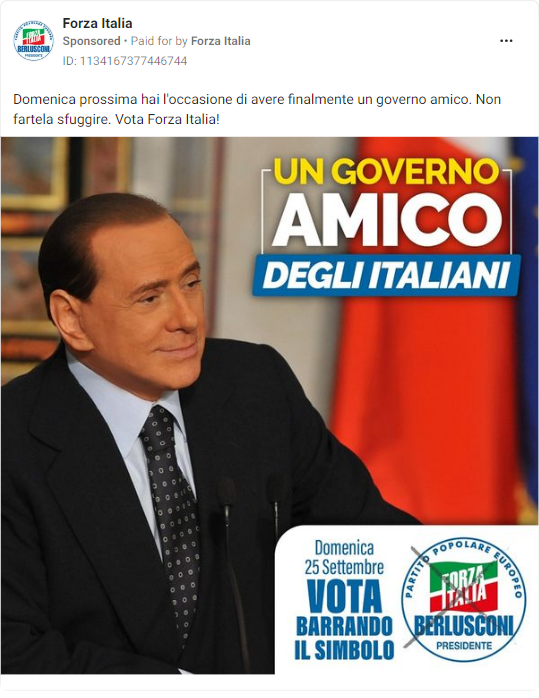 Forza Italia
Sponsored • Paid for by Forza Italia
ID: 1134167377446744
Domenica prossima hai l'occasione di avere finalmente un governo amico. Non
fartela sfuggire. Vota Forza Italia!
UN GOVERNO
AMICO
DEGLI ITALIANI
Domenica
25 Settembre
VOTA
BARRANDO
IL SIMBOLO
PARTITO POPOLARE EUROPEO
FORZA
ITALIA
BERLUSCONI
PRESIDENTE